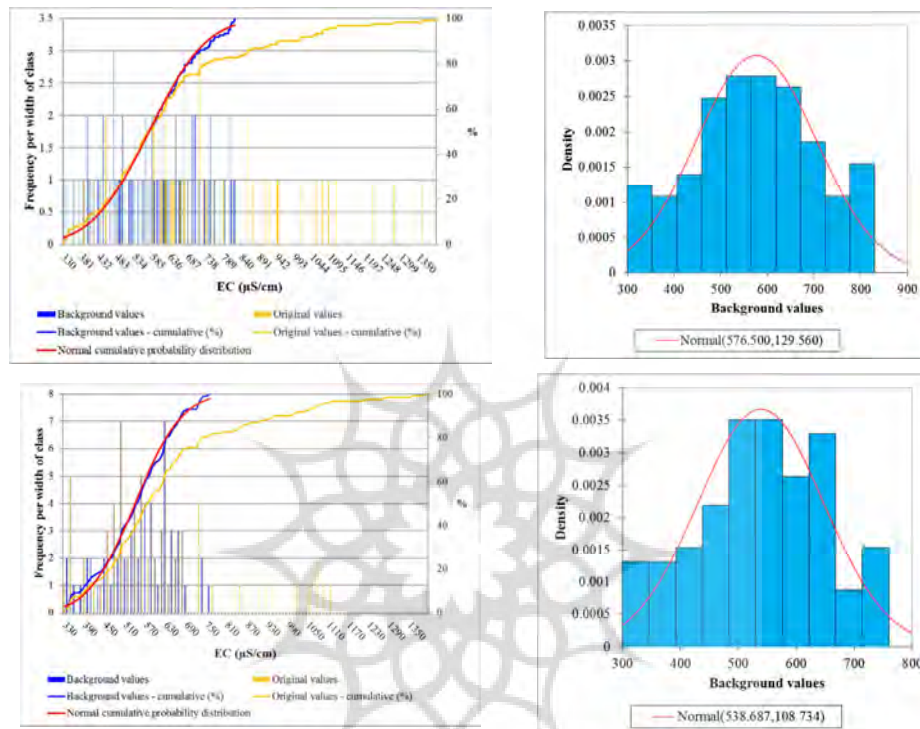 3.5
3
2.5
2
1.5
1
0.5
0
Frequency per width of class
100
80
60
40
20
0
%
330 381 432 483 534 585 636 687 738 789 840 891 942 993 1044 1095 1146 1197 1248 1299 1350
EC (µS/cm)
Background values
Original values
Background values - cumulative (%)
Original values - cumulative (%)
Normal cumulative probability distribution
0.0035
0.003
0.0025
0.002
0.0015
0.001
0.0005
0
Density
300 400 500 600 700 800 900
Background values
Normal(576.500,129.560)
8
7
6
5
4
3
2
1
0
Frequency per width of class
100
80
60
40
20
0
%
330 390 450 510 570 630 690 750 810 870 930 990 1050 1110 1170 1230 1290 1350
EC (µS/cm)
Background values
Original values
Background values - cumulative (%)
Original values - cumulative (%)
Normal cumulative probability distribution
0.004
0.0035
0.003
0.0025
0.002
0.0015
0.001
0.0005
0
Density
300 400 500 600 700 800
Background values
Normal(538.687,108.734)